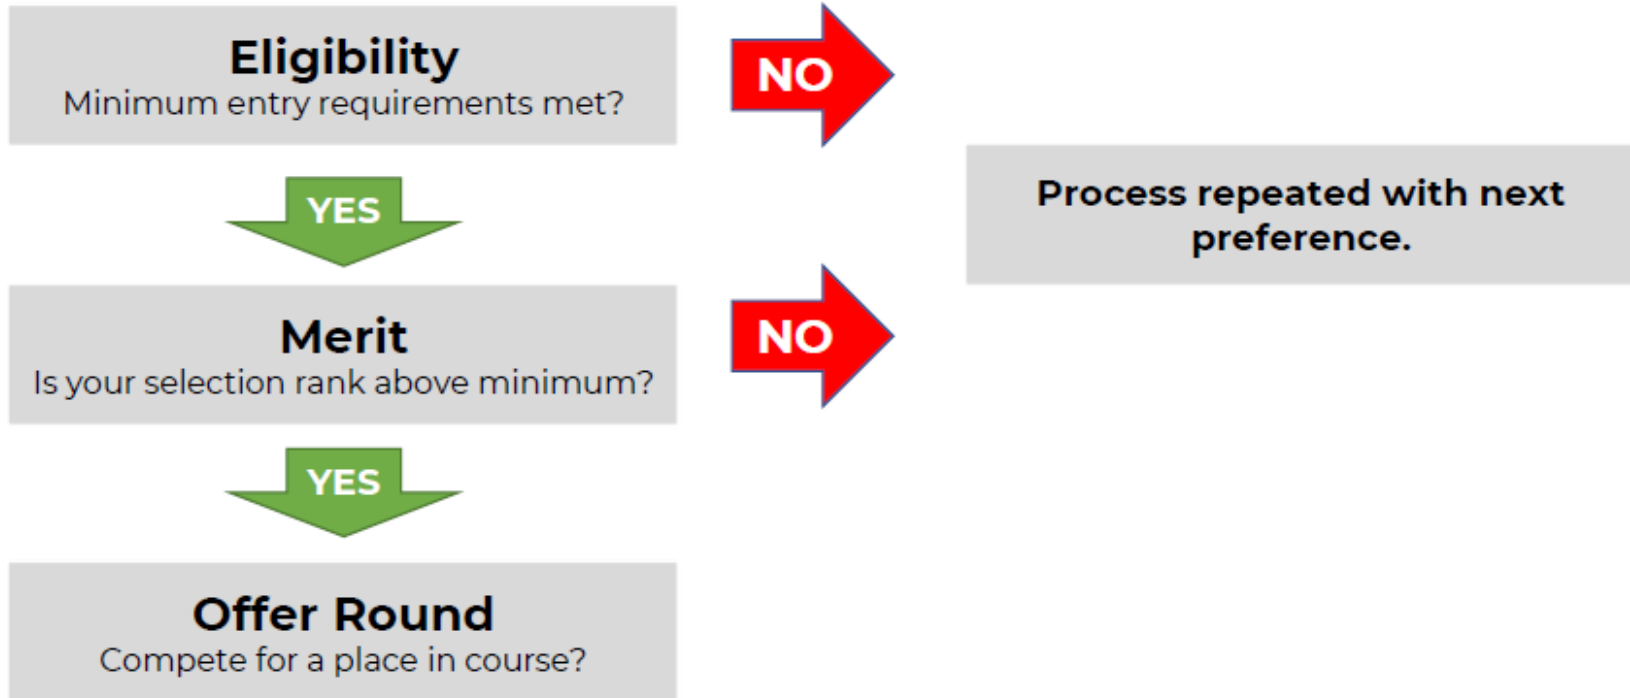 Eligibility
Minimum entry requirements met?
NO
YES
Process repeated with next
preference.
Merit
Is your selection rank above minimum?
NO
YES
Offer Round
Compete for a place in course?